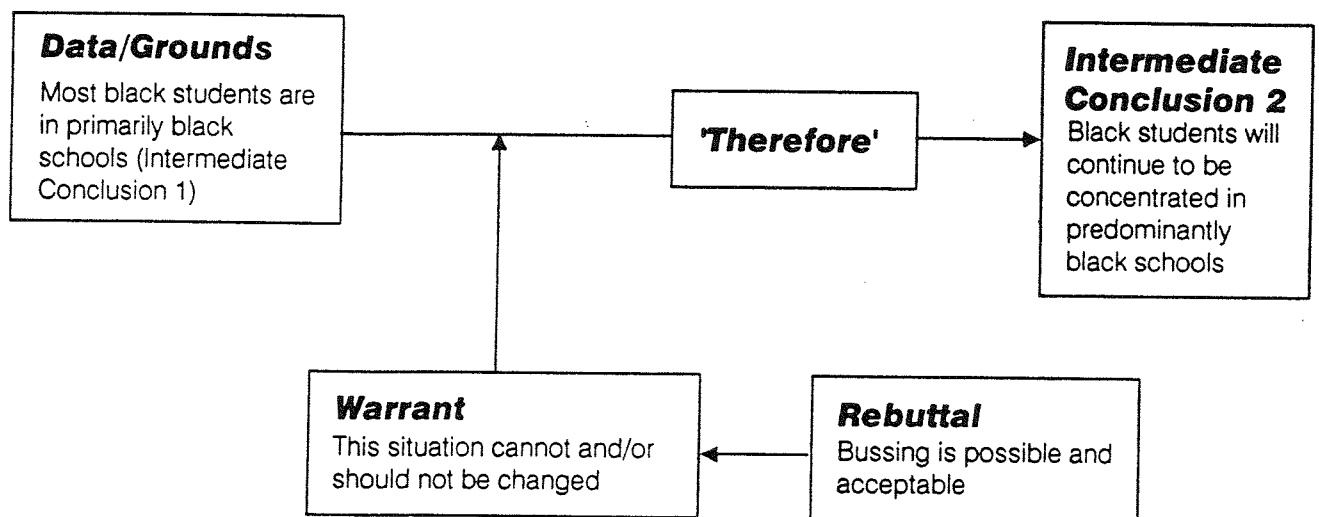 Data/Grounds
Most black students are
in primarily black
schools (Intermediate
Conclusion 1)
'Therefore'
Intermediate
Conclusion 2
Black students will
continue to be
concentrated in
predominantly
black schools
Warrant
This situation cannot and/or
should not be changed
Rebuttal
Bussing is possible and
acceptable